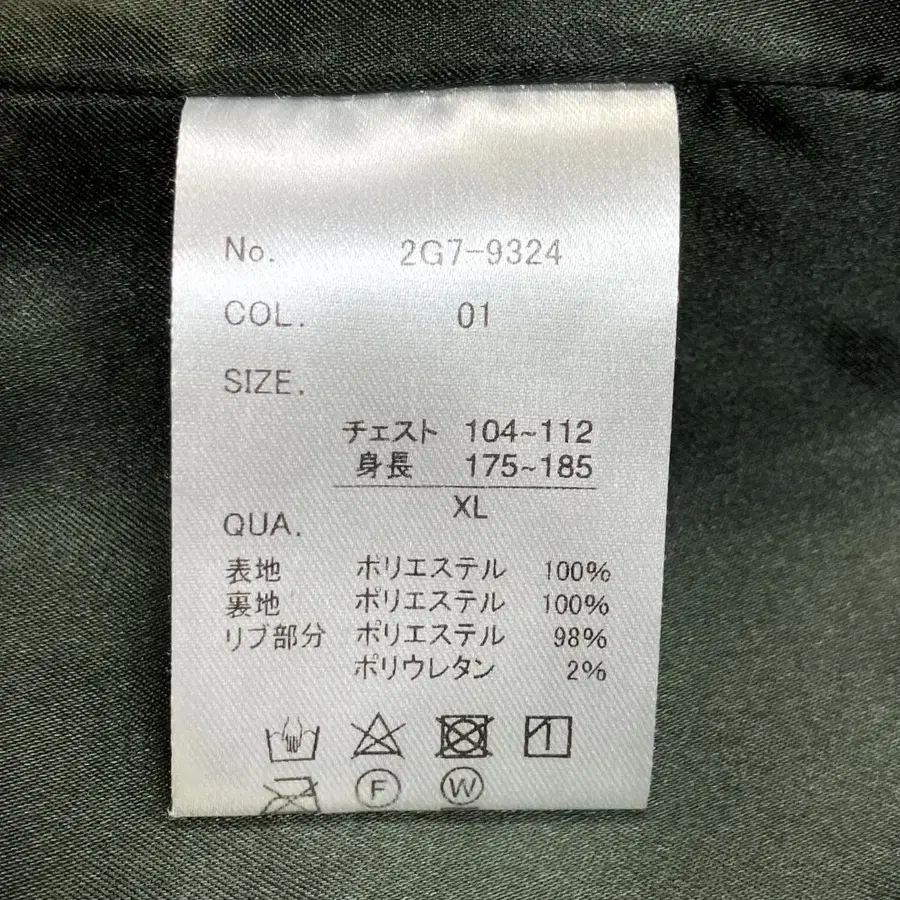 No. 2G7-9324
COL. 01
SIZE.
チェスト 104~112
身長 175~185
XL
QUA.
表地 ポリエステル 100%
裏地 ポリエステル 100%
リブ部分 ポリエステル 98%
ポリウレタン 2%
F W